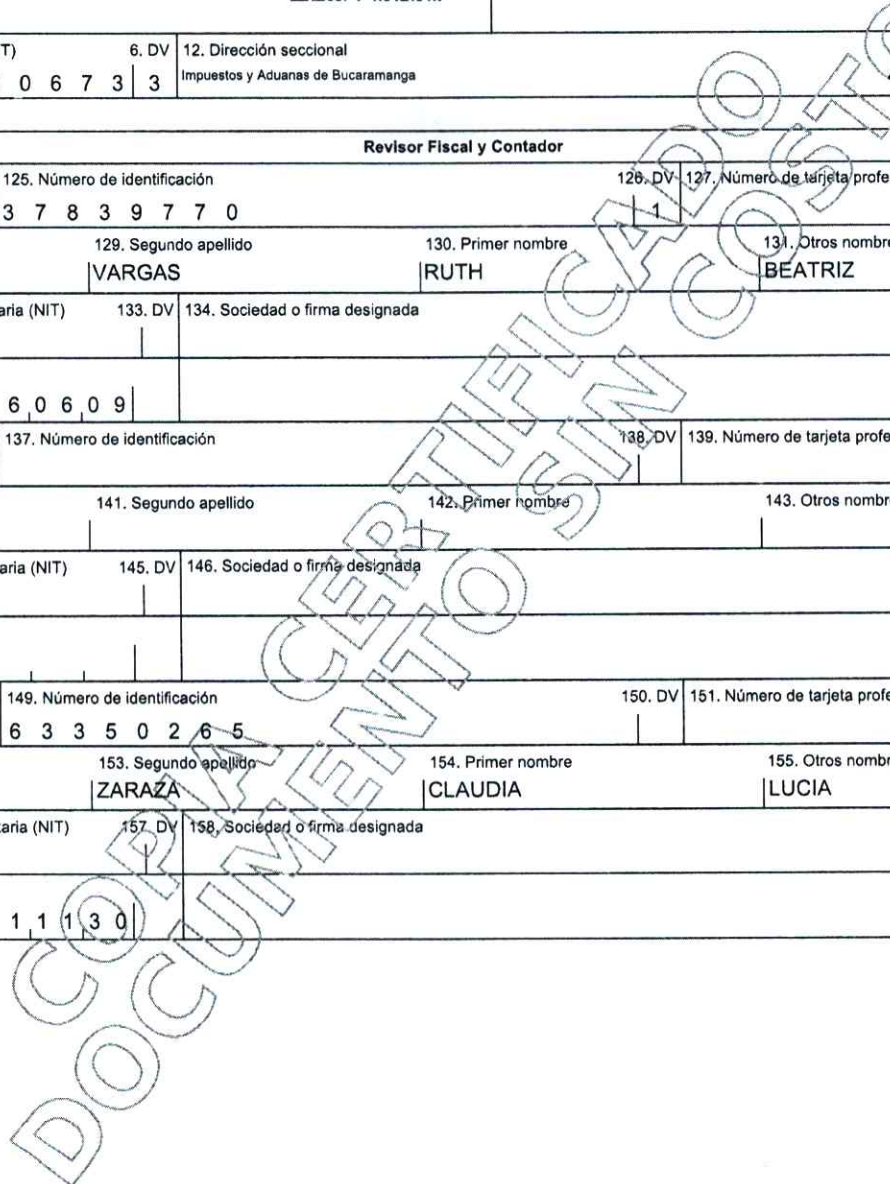 T) 6. DV 12. Dirección seccional
0 6 7 3 3 Impuestos y Aduanas de Bucaramanga
Revisor Fiscal y Contador
125. Número de identificación 126. DV 127. Número de tarjeta profe
3 7 8 3 9 7 7 0 1
129. Segundo apellido 130. Primer nombre 131. Otros nombre
VARGAS RUTH BEATRIZ
aria (NIT) 133. DV 134. Sociedad o firma designada
6 0 6 0 9
137. Número de identificación 138. DV 139. Número de tarjeta profe
141. Segundo apellido 142. Primer nombre 143. Otros nombre
aria (NIT) 145. DV 146. Sociedad o firma designada
149. Número de identificación 150. DV 151. Número de tarjeta profe
6 3 3 5 0 2 6 5
153. Segundo apellido 154. Primer nombre 155. Otros nombr
ZARAZA CLAUDIA LUCIA
aria (NIT) 157. DV 158. Sociedad o firma designada
1 1 1 3 0
COPIA CERTIFICADO
DOCUMENTO SIN COSTO